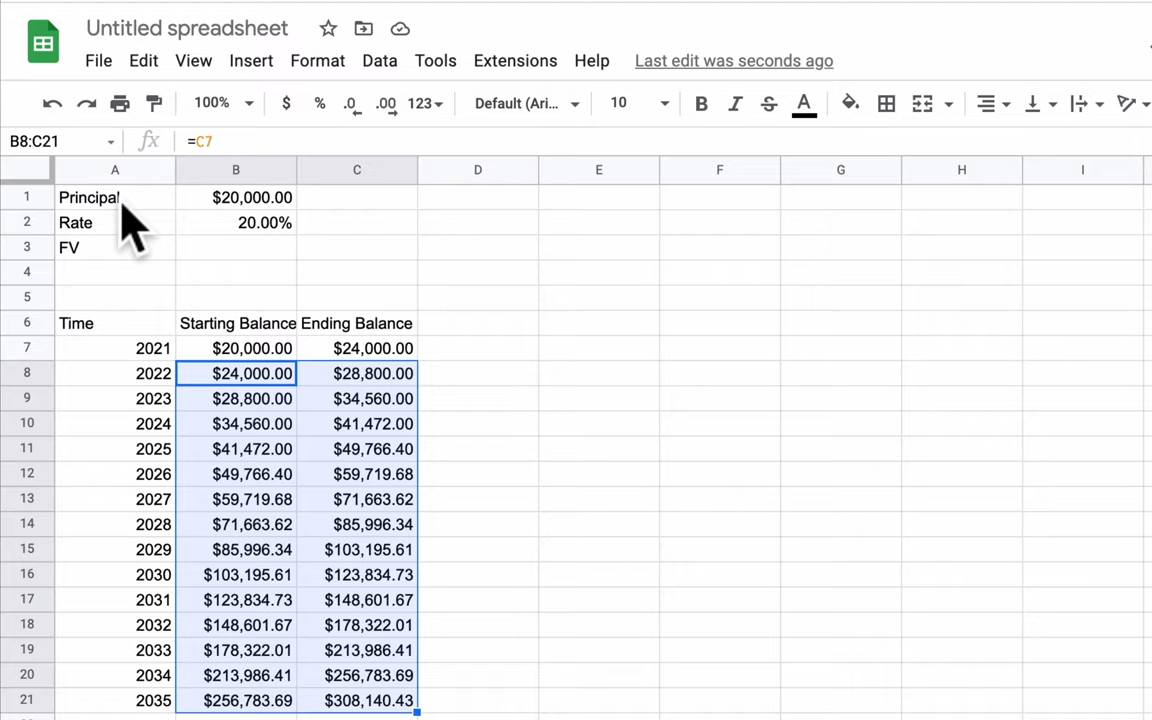 Untitled spreadsheet
File Edit View Insert Format Data Tools Extensions Help Last edit was seconds ago
100% $ % .0 .00 123 Default (Ari... 10 B I S A
B8:C21 fx =C7
A B C D E F G H I
1 Principal $20,000.00
2 Rate 20.00%
3 FV
4
5
6 Time Starting Balance Ending Balance
7 2021 $20,000.00 $24,000.00
8 2022 $24,000.00 $28,800.00
9 2023 $28,800.00 $34,560.00
10 2024 $34,560.00 $41,472.00
11 2025 $41,472.00 $49,766.40
12 2026 $49,766.40 $59,719.68
13 2027 $59,719.68 $71,663.62
14 2028 $71,663.62 $85,996.34
15 2029 $85,996.34 $103,195.61
16 2030 $103,195.61 $123,834.73
17 2031 $123,834.73 $148,601.67
18 2032 $148,601.67 $178,322.01
19 2033 $178,322.01 $213,986.41
20 2034 $213,986.41 $256,783.69
21 2035 $256,783.69 $308,140.43